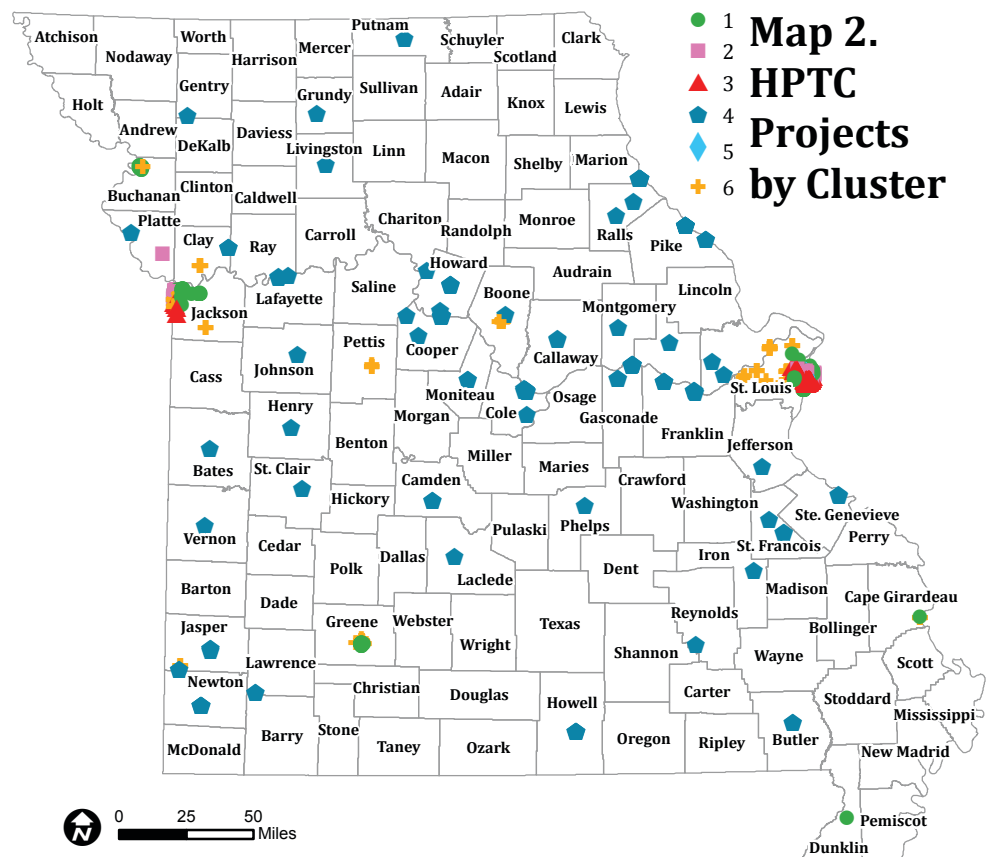 1
2
3
4
5
6
Map 2.
HPTC
Projects
by Cluster
Putnam
Atchison
Worth
Schuyler
Clark
Nodaway
Mercer
Scotland
Harrison
Gentry
Sullivan
Adair
Grundy
Knox
Holt
Lewis
Andrew
Daviess
DeKalb
Livingston
Linn
Macon
Shelby
Marion
Clinton
Buchanan
Caldwell
Chariton
Platte
Randolph
Monroe
Clay
Ray
Carroll
Ralls
Pike
Howard
Audrain
Saline
Boone
Lincoln
Lafayette
Montgomery
Jackson
Pettis
Cooper
Callaway
Johnson
Cass
St. Louis
Moniteau
Osage
Henry
Morgan
Cole
Gasconade
Franklin
Benton
Jefferson
Miller
Bates
St. Clair
Maries
Camden
Crawford
Hickory
Washington
Ste. Genevieve
Pulaski
Phelps
Vernon
Cedar
St. Francois
Perry
Dallas
Iron
Polk
Laclede
Dent
Barton
Madison
Cape Girardeau
Dade
Reynolds
Greene
Webster
Texas
Jasper
Bollinger
Wright
Shannon
Wayne
Lawrence
Scott
Newton
Christian
Douglas
Carter
Stoddard
Howell
Mississippi
Stone
Barry
Oregon
Ripley
Butler
McDonald
Taney
Ozark
New Madrid
N
0
25
50
Miles
Pemiscot
Dunklin